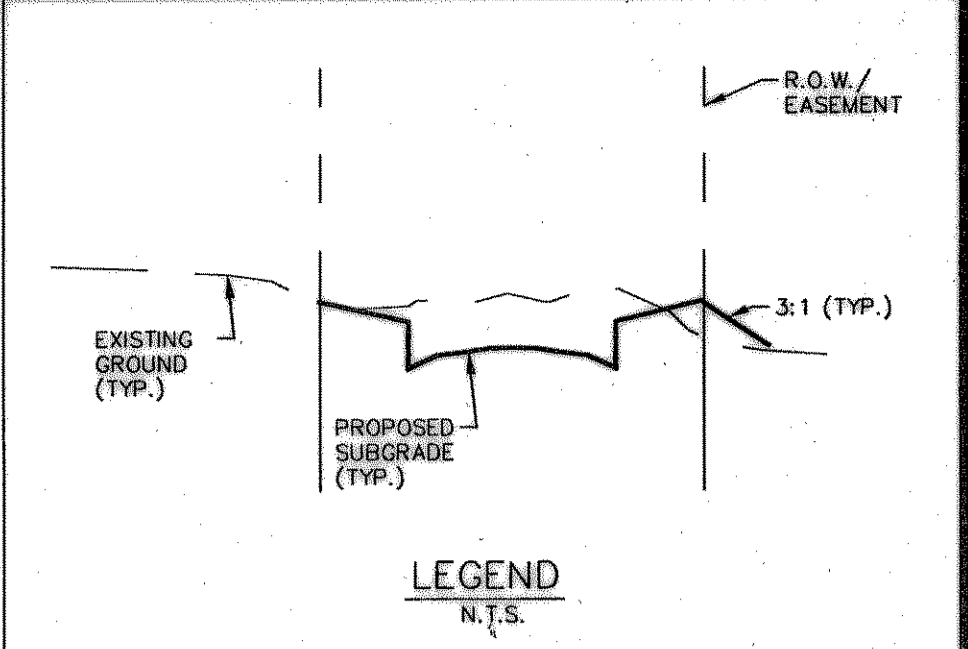 R.O.W./
EASEMENT
3:1 (TYP.)
EXISTING
GROUND
(TYP.)
PROPOSED
SUBGRADE
(TYP.)
LEGEND
N.T.S.